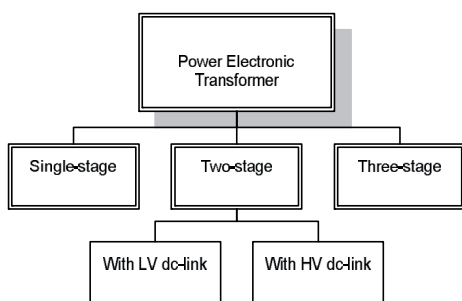 Power Electronic
Transformer
Single-stage
Two-stage
Three-stage
With LV dc-link
With HV dc-link